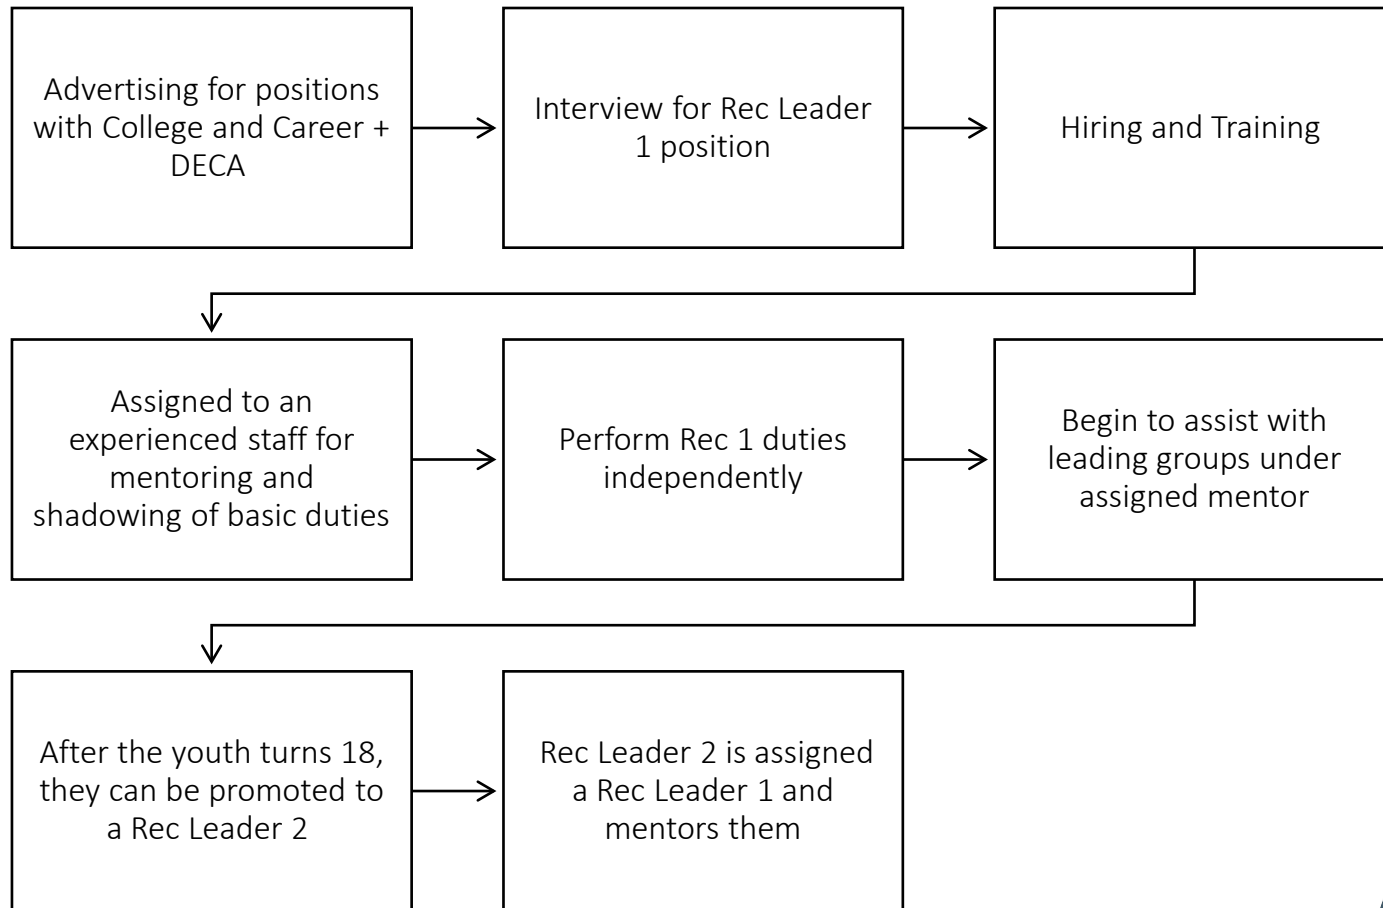 Advertising for positions
with College and Career +
DECA
Interview for Rec Leader
1 position
Hiring and Training
Assigned to an
experienced staff for
mentoring and
shadowing of basic duties
Perform Rec 1 duties
independently
Begin to assist with
leading groups under
assigned mentor
After the youth turns 18,
they can be promoted to
a Rec Leader 2
Rec Leader 2 is assigned
a Rec Leader 1 and
mentors them